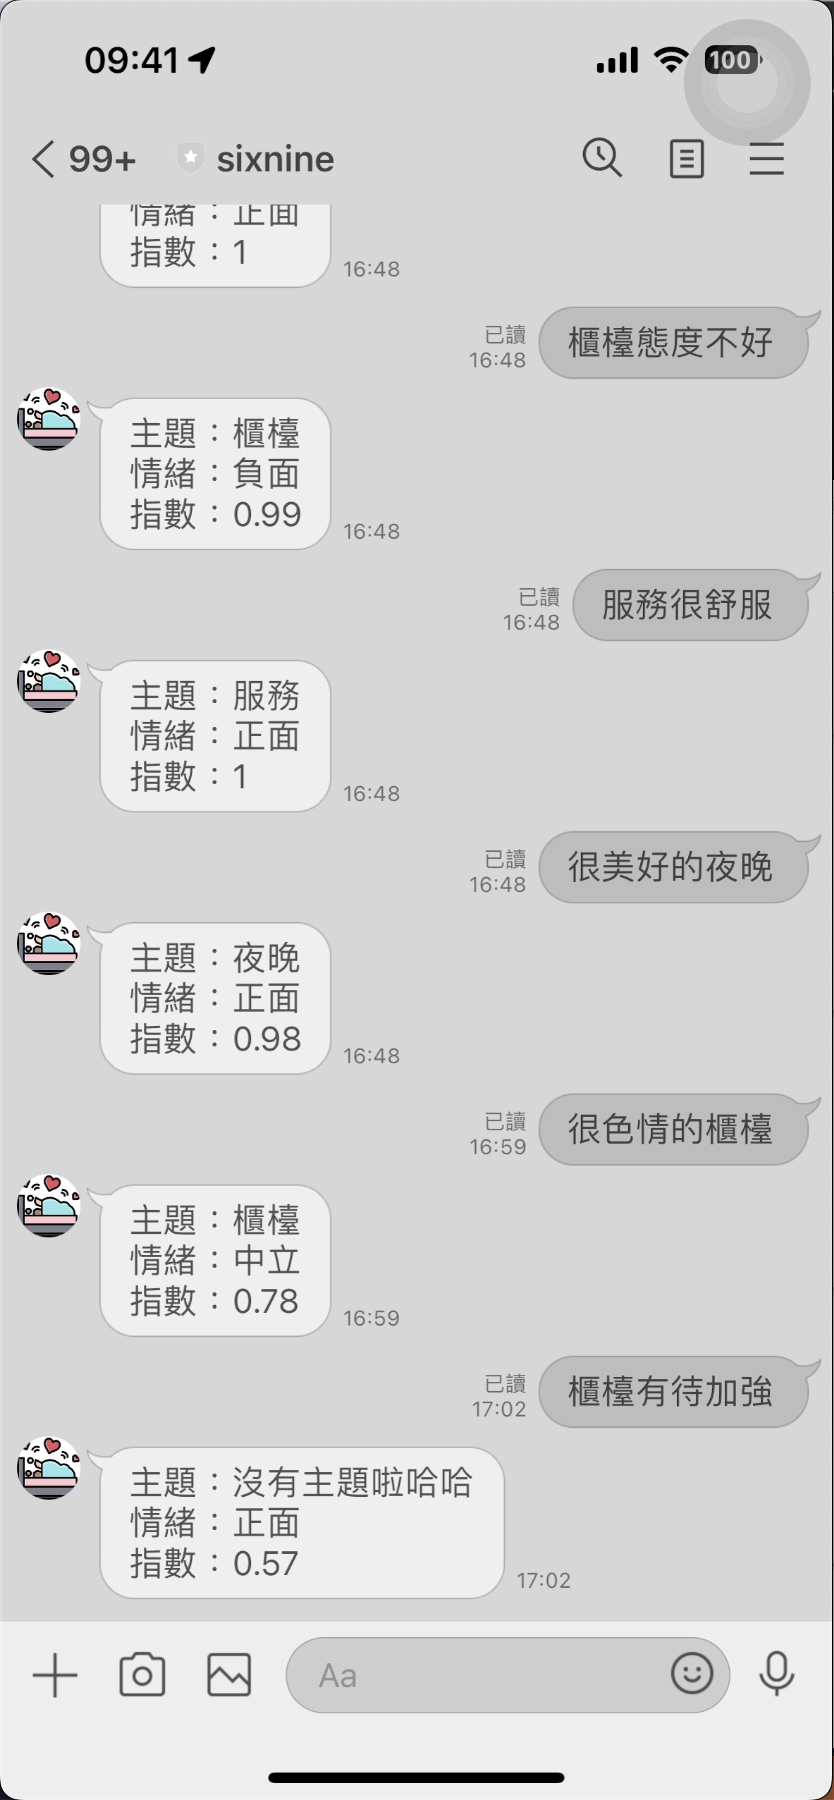 09:41
100
99+ sixnine
情緒：正面
指數：1
16:48
櫃檯態度不好
已讀
16:48
主題：櫃檯
情緒：負面
指數：0.99
16:48
服務很舒服
已讀
16:48
主題：服務
情緒：正面
指數：1
16:48
很美好的夜晚
已讀
16:48
主題：夜晚
情緒：正面
指數：0.98
16:48
很色情的櫃檯
已讀
16:59
主題：櫃檯
情緒：中立
指數：0.78
16:59
櫃檯有待加強
已讀
17:02
主題：沒有主題啦哈哈
情緒：正面
指數：0.57
17:02
Aa